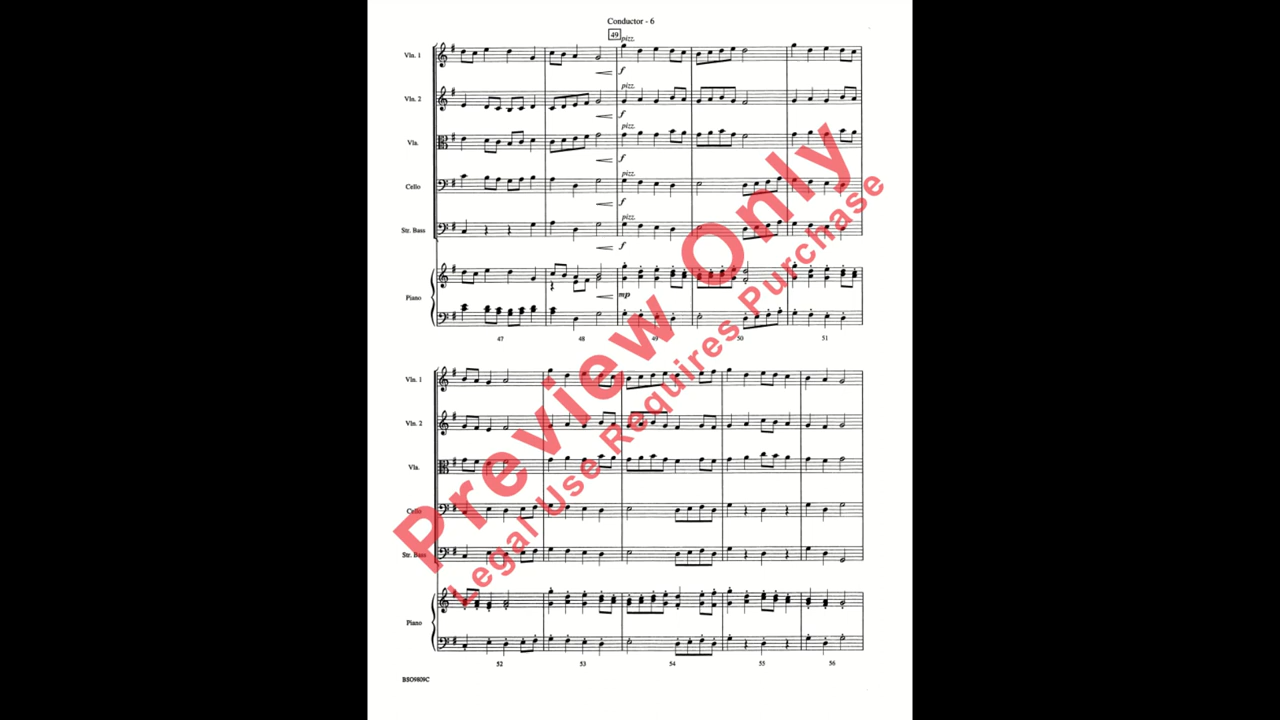 Conductor - 6
49
pizz.
Vln. 1
f
pizz.
Vln. 2
f
pizz.
Vla.
f
pizz.
Cello
f
pizz.
Str. Bass
f
Piano
mp
47 48 49 50 51
Vln. 1
Vln. 2
Vla.
Cello
Str. Bass
Piano
52 53 54 55 56
BSO9809C
Preview Only
Legal Use Requires Purchase